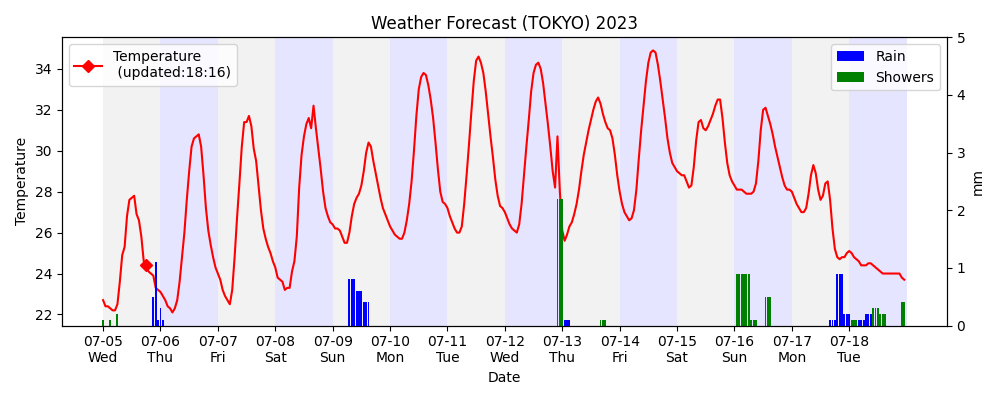 Weather Forecast (TOKYO) 2023
Temperature
(updated:18:16)
Rain
Showers
Temperature
34
32
30
28
26
24
22
5
4
3
2
1
0
mm
07-05 07-06 07-07 07-08 07-09 07-10 07-11 07-12 07-13 07-14 07-15 07-16 07-17 07-18
Wed Thu Fri Sat Sun Mon Tue Wed Thu Fri Sat Sun Mon Tue
Date